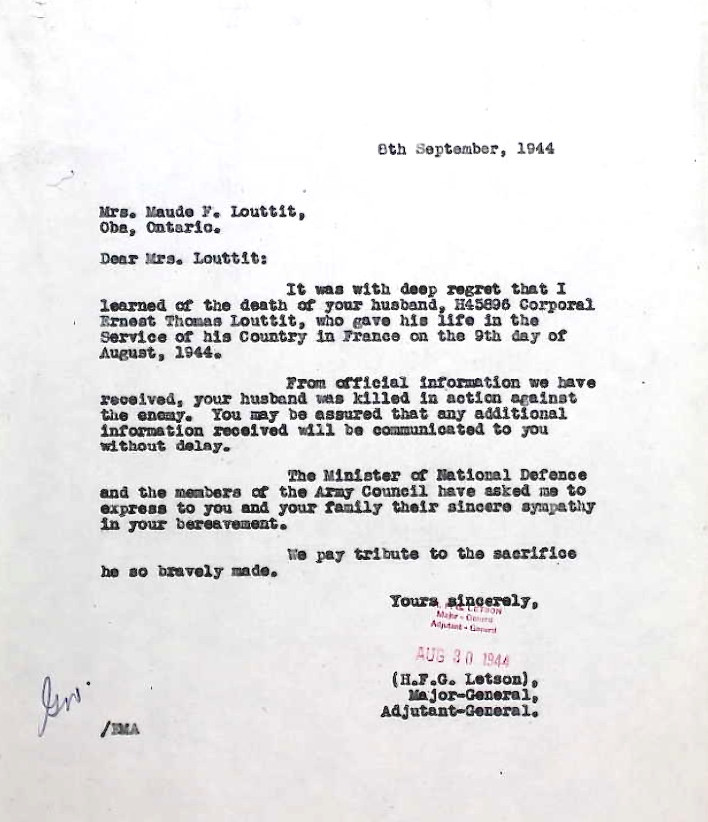 8th September, 1944
Mrs. Maude F. Louttit,
Oba, Ontario.
Dear Mrs. Louttit:
It was with deep regret that I
learned of the death of your husband, H45896 Corporal
Ernest Thomas Louttit, who gave his life in the
Service of his Country in France on the 9th day of
August, 1944.
From official information we have
received, your husband was killed in action against
the enemy. You may be assured that any additional
information received will be communicated to you
without delay.
The Minister of National Defence
and the members of the Army Council have asked me to
express to you and your family their sincere sympathy
in your bereavement.
We pay tribute to the sacrifice
he so bravely made.
Yours sincerely,
LETSON
Major - General
Adjutant - General
AUG 30 1944
(H.F.G. Letson),
Major-General,
Adjutant-General.